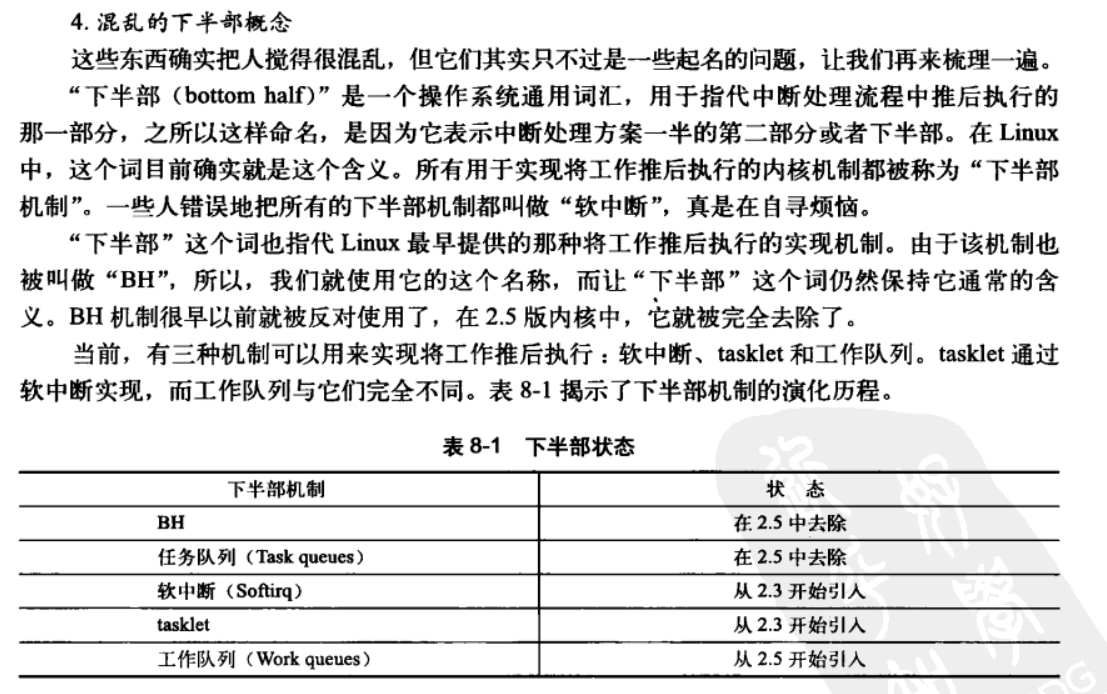 4. 混乱的下半部概念
这些东西确实把人搅得很混乱，但它们其实只不过是一些起名的问题，让我们再来梳理一遍。
“下半部（bottom half）”是一个操作系统通用词汇，用于指代中断处理流程中推后执行的
那一部分，之所以这样命名，是因为它表示中断处理方案一半的第二部分或者下半部。在 Linux
中，这个词目前确实就是这个含义。所有用于实现将工作推后执行的内核机制都被称为“下半部
机制”。一些人错误地把所有的下半部机制都叫做“软中断”，真是在自寻烦恼。
“下半部”这个词也指代 Linux 最早提供的那种将工作推后执行的实现机制。由于该机制也
被叫做“BH”，所以，我们就使用它的这个名称，而让“下半部”这个词仍然保持它通常的含
义。BH 机制很早以前就被反对使用了，在 2.5 版内核中，它就被完全去除了。
当前，有三种机制可以用来实现将工作推后执行：软中断、tasklet 和工作队列。tasklet 通过
软中断实现，而工作队列与它们完全不同。表 8-1 揭示了下半部机制的演化历程。
表 8-1 下半部状态
下半部机制 状 态
BH 在 2.5 中去除
任务队列（Task queues） 在 2.5 中去除
软中断（Softirq） 从 2.3 开始引入
tasklet 从 2.3 开始引入
工作队列（Work queues） 从 2.5 开始引入